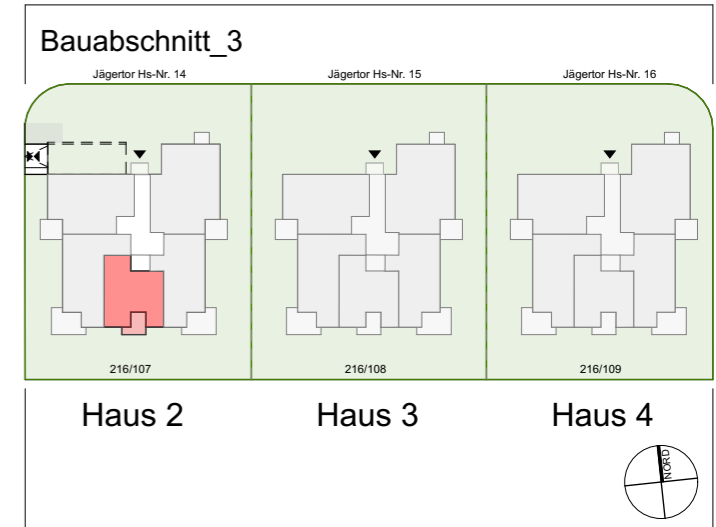 Bauabschnitt_3
Jägertor Hs-Nr. 14 Jägertor Hs-Nr. 15 Jägertor Hs-Nr. 16
216/107 216/108 216/109
Haus 2 Haus 3 Haus 4
NORD